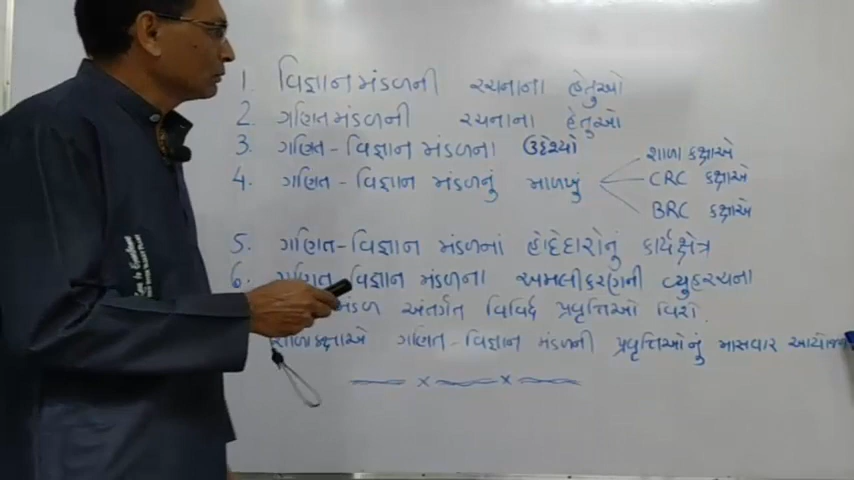 1. વિજ્ઞાનમંડળની રચનાના હેતુઓ
2. ગણિતમંડળની રચનાના હેતુઓ
3. ગણિત - વિજ્ઞાન મંડળના ઉદ્દેશ્યો
4. ગણિત - વિજ્ઞાન મંડળનું માળખું
શાળા કક્ષાએ
CRC કક્ષાએ
BRC કક્ષાએ
5. ગણિત-વિજ્ઞાન મંડળનાં હોદ્દેદારોનું કાર્યક્ષેત્ર
6. ગણિત-વિજ્ઞાન મંડળના અમલીકરણની વ્યુહરચના
મંડળ અંતર્ગત વિવિધ પ્રવૃત્તિઓ વિશે.
શાળાકક્ષાએ ગણિત-વિજ્ઞાન મંડળની પ્રવૃત્તિઓનું માસવાર